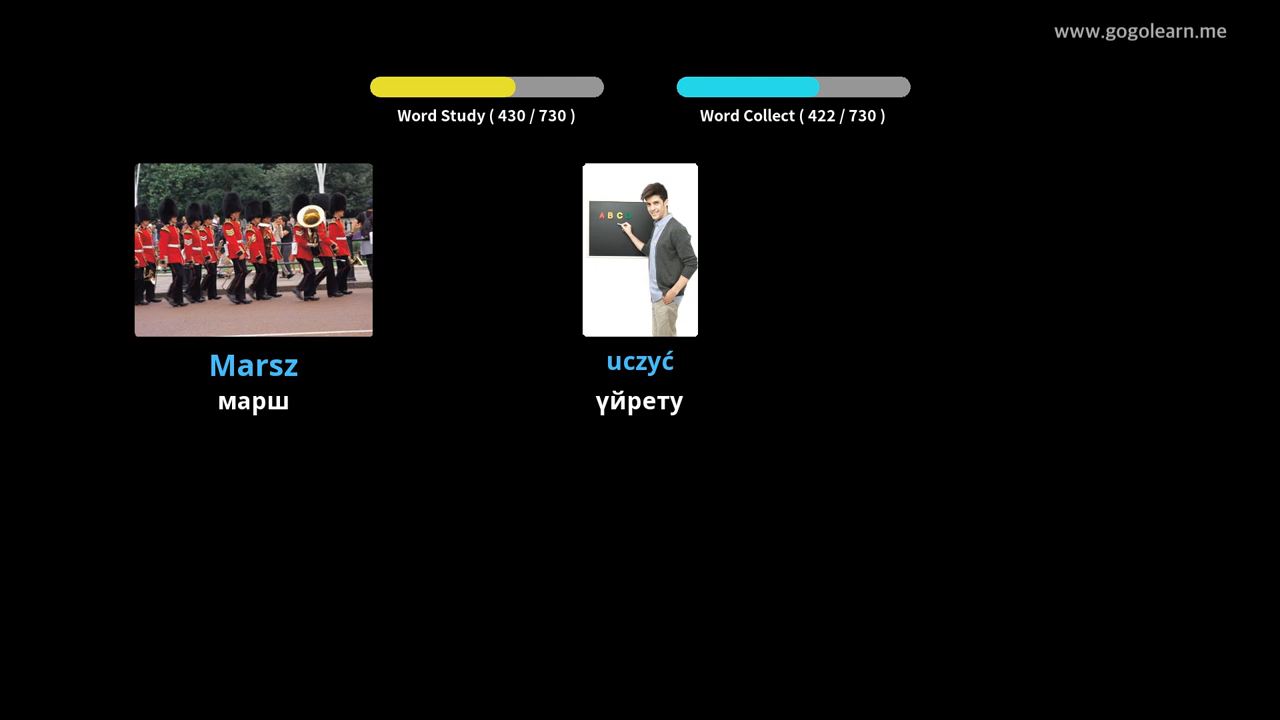 www.gogolearn.me
Word Study ( 430 / 730 )
Word Collect ( 422 / 730 )
A B C D
Marsz
марш
uczyć
үйрету